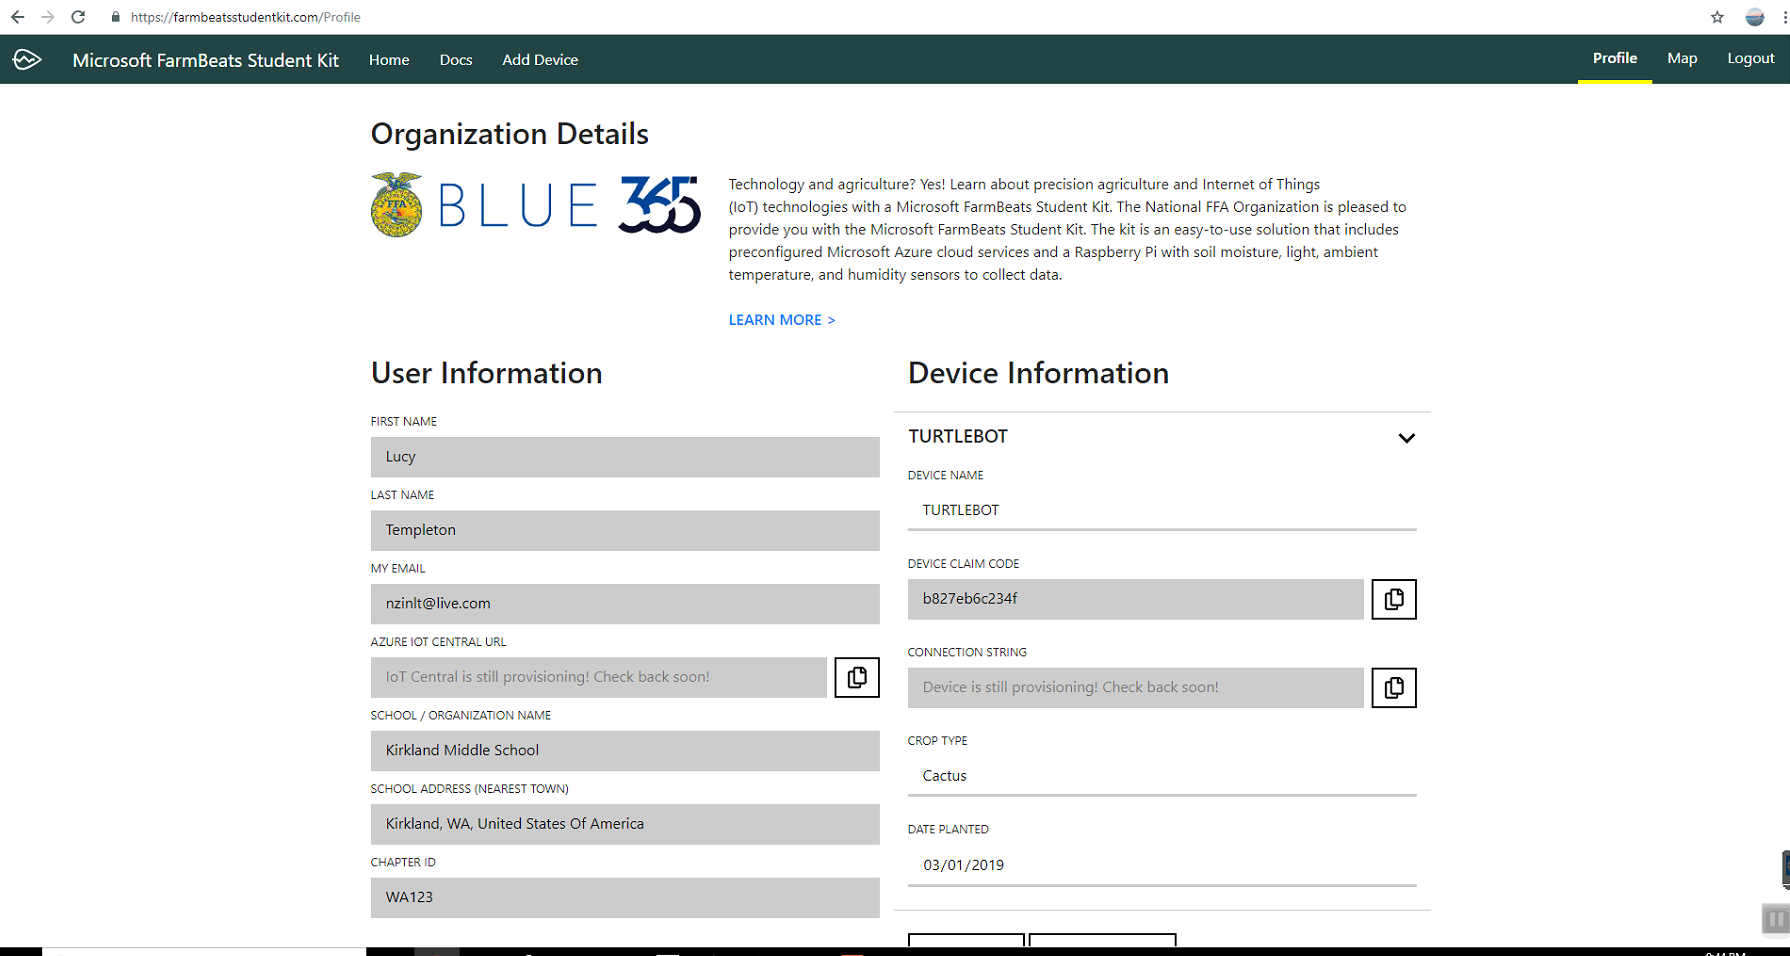 https://farmbeatsstudentkit.com/Profile
Microsoft FarmBeats Student Kit Home Docs Add Device Profile Map Logout
Organization Details
FFA BLUE 365
Technology and agriculture? Yes! Learn about precision agriculture and Internet of Things
(IoT) technologies with a Microsoft FarmBeats Student Kit. The National FFA Organization is pleased to
provide you with the Microsoft FarmBeats Student Kit. The kit is an easy-to-use solution that includes
preconfigured Microsoft Azure cloud services and a Raspberry Pi with soil moisture, light, ambient
temperature, and humidity sensors to collect data.
LEARN MORE >
User Information
FIRST NAME
Lucy
LAST NAME
Templeton
MY EMAIL
nzinlt@live.com
AZURE IOT CENTRAL URL
IoT Central is still provisioning! Check back soon!
SCHOOL / ORGANIZATION NAME
Kirkland Middle School
SCHOOL ADDRESS (NEAREST TOWN)
Kirkland, WA, United States Of America
CHAPTER ID
WA123
Device Information
TURTLEBOT
DEVICE NAME
TURTLEBOT
DEVICE CLAIM CODE
b827eb6c234f
CONNECTION STRING
Device is still provisioning! Check back soon!
CROP TYPE
Cactus
DATE PLANTED
03/01/2019